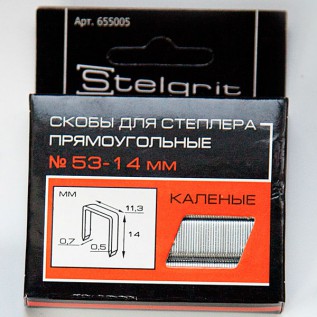 Арт. 655005
Stelgrit
СКОБЫ ДЛЯ СТЕПЛЕРА
ПРЯМОУГОЛЬНЫЕ
№ 53-14 мм
мм
КАЛЕНЫЕ
11,3
14
0,7
0,5